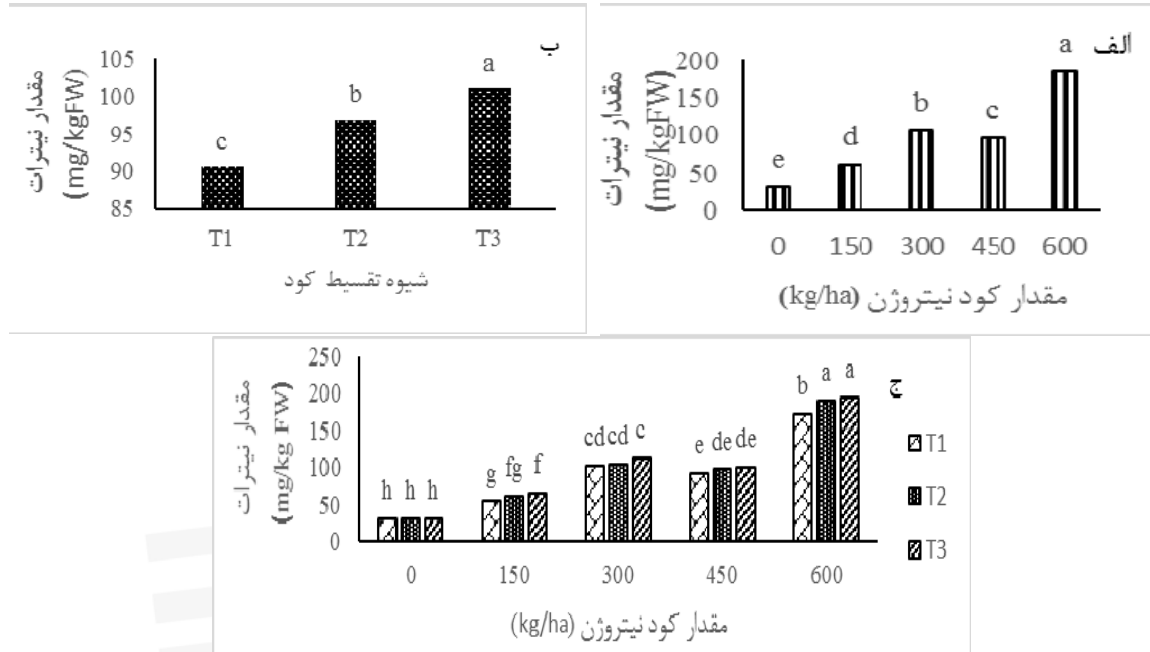 الف
مقدار نیترات
(mg/kgFW)
200
150
100
50
0
e
d
b
c
a
0 150 300 450 600
مقدار کود نیتروژن (kg/ha)
ب
مقدار نیترات
(mg/kgFW)
105
100
95
90
85
c
b
a
T1 T2 T3
شیوه تقسیط کود
ج
مقدار نیترات
(mg/kg FW)
250
200
150
100
50
0
h h h
g fg f
cd cd c
e de de
b a a
0 150 300 450 600
مقدار کود نیتروژن (kg/ha)
T1
T2
T3